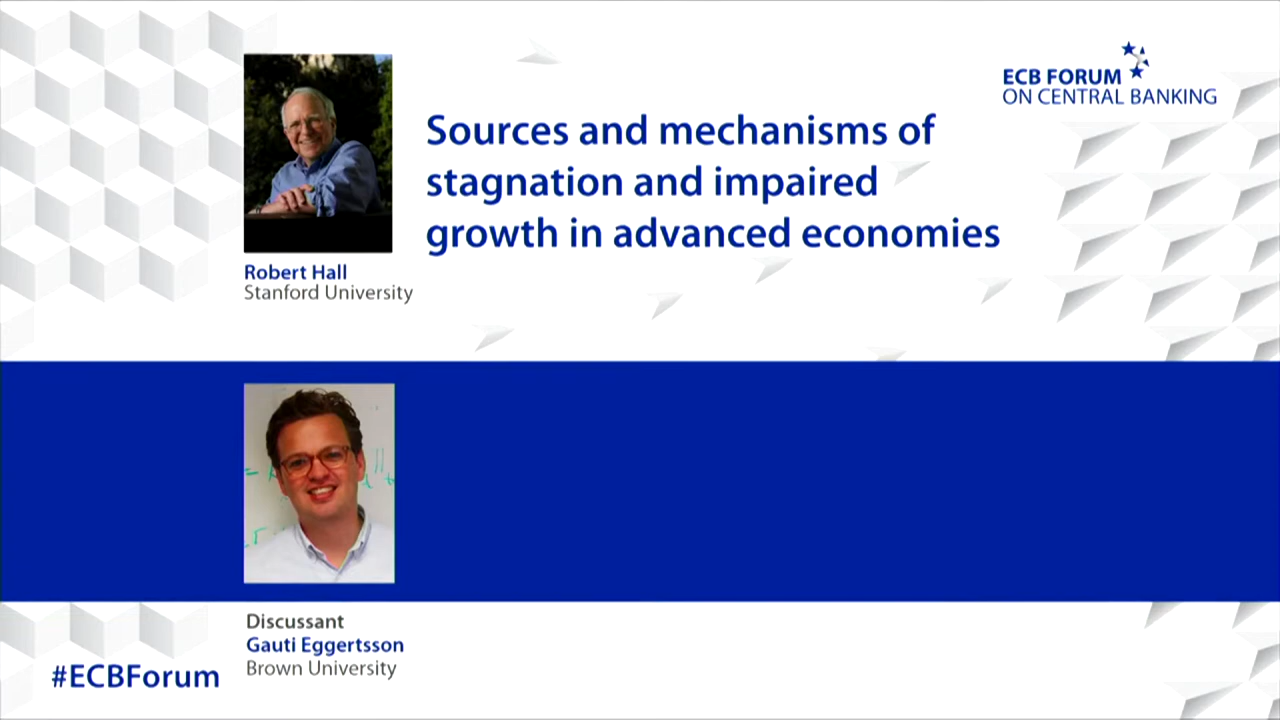 ECB FORUM
ON CENTRAL BANKING
Sources and mechanisms of
stagnation and impaired
growth in advanced economies
Robert Hall
Stanford University
Discussant
Gauti Eggertsson
Brown University
#ECBForum